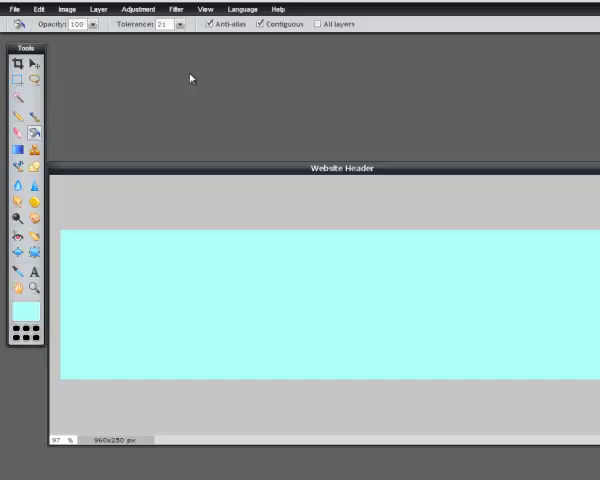 File Edit Image Layer Adjustment Filter View Language Help
Opacity: 100 Tolerance: 21 Anti-alias Contiguous All layers
Tools
Website Header
A
97 % 960x250 px